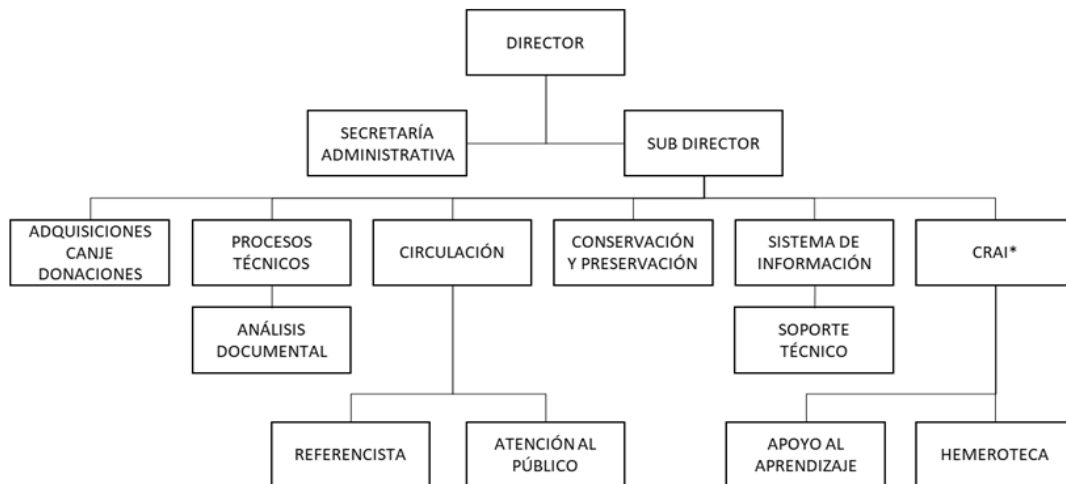 DIRECTOR
SECRETARÍA
ADMINISTRATIVA
SUB DIRECTOR
ADQUISICIONES
CANJE
DONACIONES
PROCESOS
TÉCNICOS
CIRCULACIÓN
CONSERVACIÓN
Y PRESERVACIÓN
SISTEMA DE
INFORMACIÓN
CRAI*
ANÁLISIS
DOCUMENTAL
SOPORTE
TÉCNICO
REFERENCISTA
ATENCIÓN AL
PÚBLICO
APOYO AL
APRENDIZAJE
HEMEROTECA